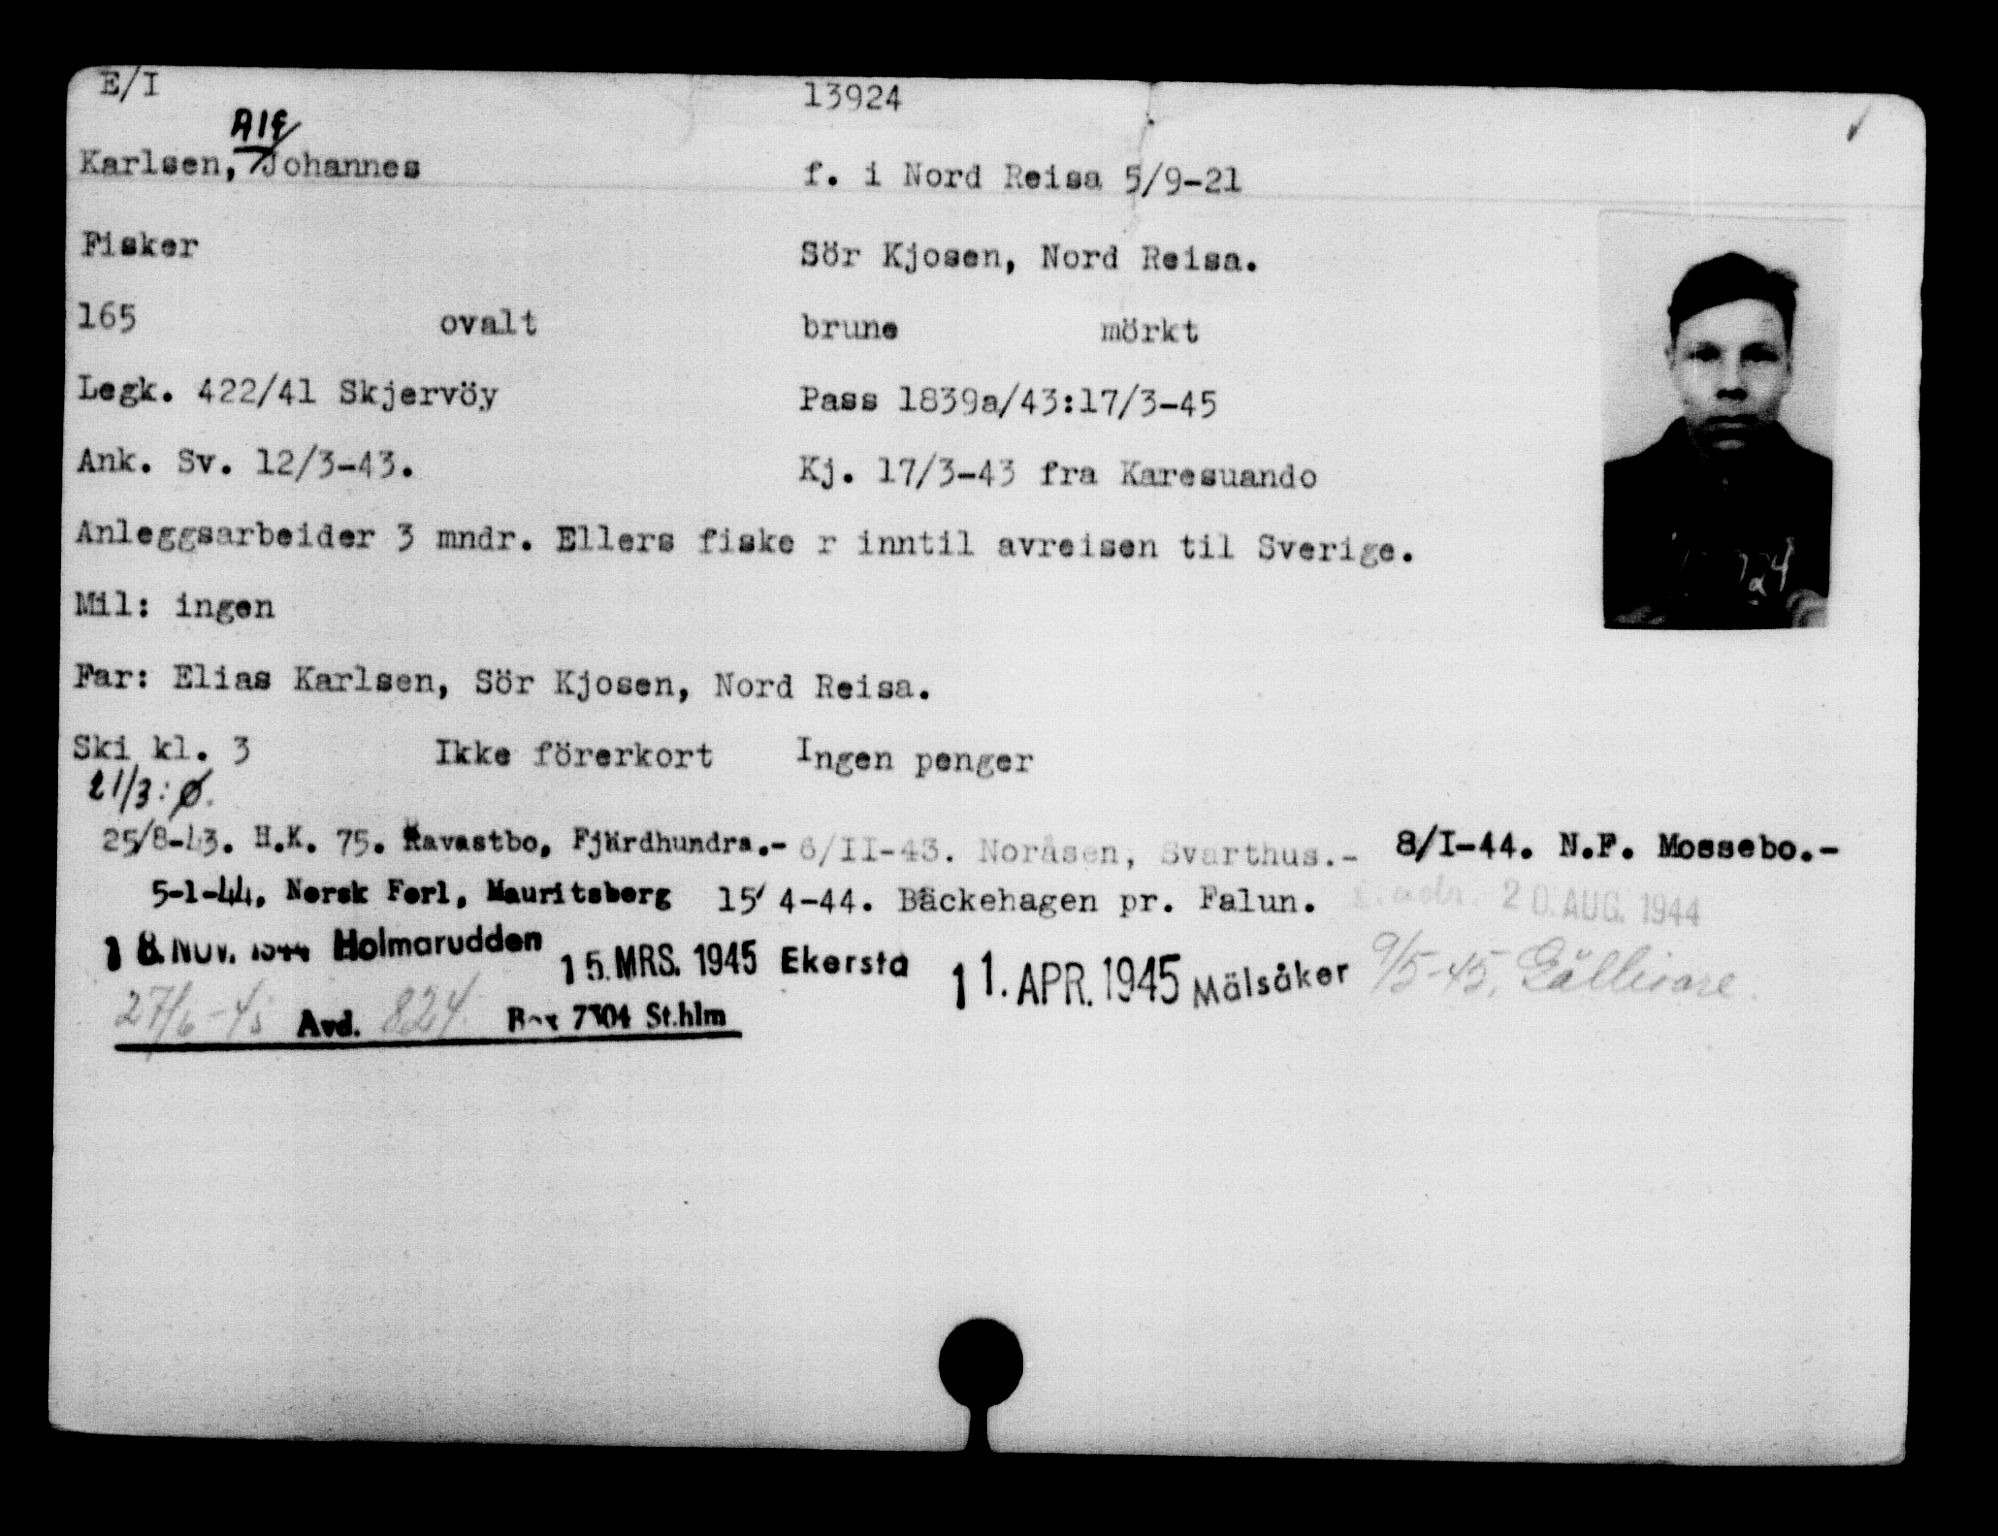 E/I 13924
Alf
Karlsen, Johannes f. i Nord Reisa 5/9-21
Fisker Sör Kjosen, Nord Reisa.
165 ovalt brune mörkt
Legk. 422/41 Skjervöy Pass 1839a/43:17/3-45
Ank. Sv. 12/3-43. Kj. 17/3-43 fra Karesuando
Anleggsarbeider 3 mndr. Ellers fiske r inntil avreisen til Sverige.
Mil: ingen
Far: Elias Karlsen, Sör Kjosen, Nord Reisa.
Ski kl. 3 Ikke förerkort Ingen penger
21/3: Ø.
25/8-43. H.K. 75. Ravastbo, Fjärdhundra.- 6/II-43. Noråsen, Svarthus.- 8/I-44. N.F. Mossebo.-
5-1-44. Norsk Forl, Mauritsberg 15 4-44. Bäckehagen pr. Falun. 20. AUG. 1944
18. NOV. 1944 Holmarudden 15. MRS. 1945 Ekersta 11. APR. 1945 Mälsåker 9/5-45. Gällivare.
27/6-45 Avd. 824. Box 7304 St.hlm